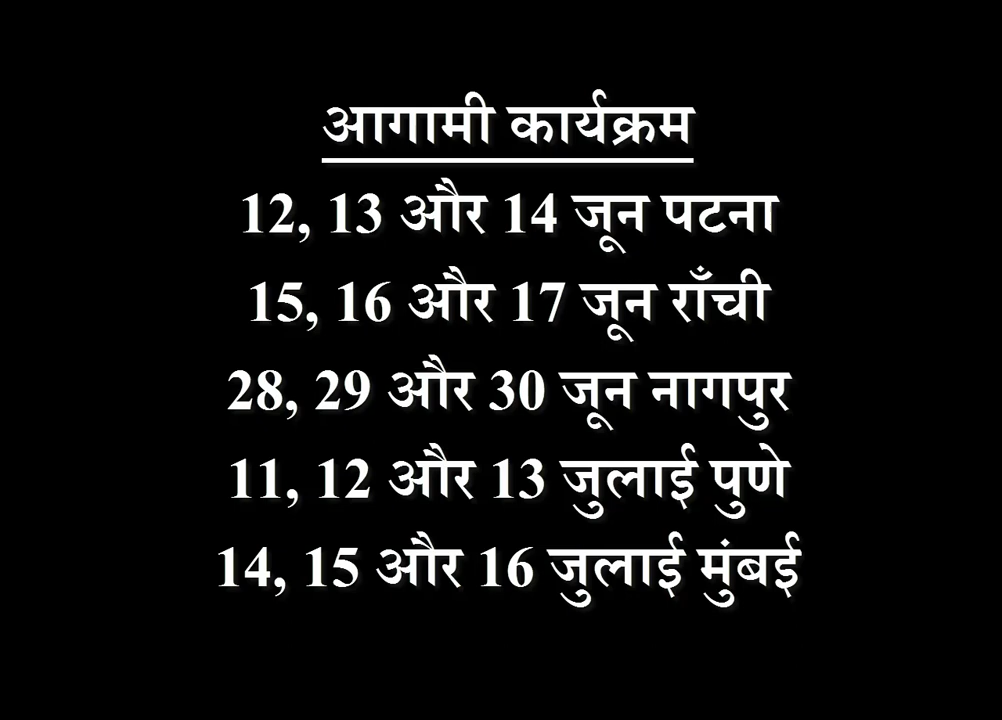 आगामी कार्यक्रम
12, 13 और 14 जून पटना
15, 16 और 17 जून राँची
28, 29 और 30 जून नागपुर
11, 12 और 13 जुलाई पुणे
14, 15 और 16 जुलाई मुंबई